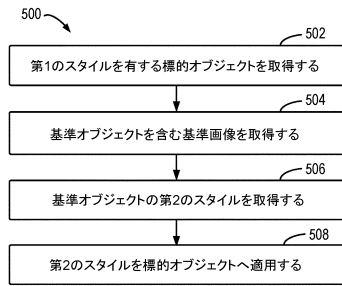 500
502
第1のスタイルを有する標的オブジェクトを取得する
504
基準オブジェクトを含む基準画像を取得する
506
基準オブジェクトの第2のスタイルを取得する
508
第2のスタイルを標的オブジェクトへ適用する